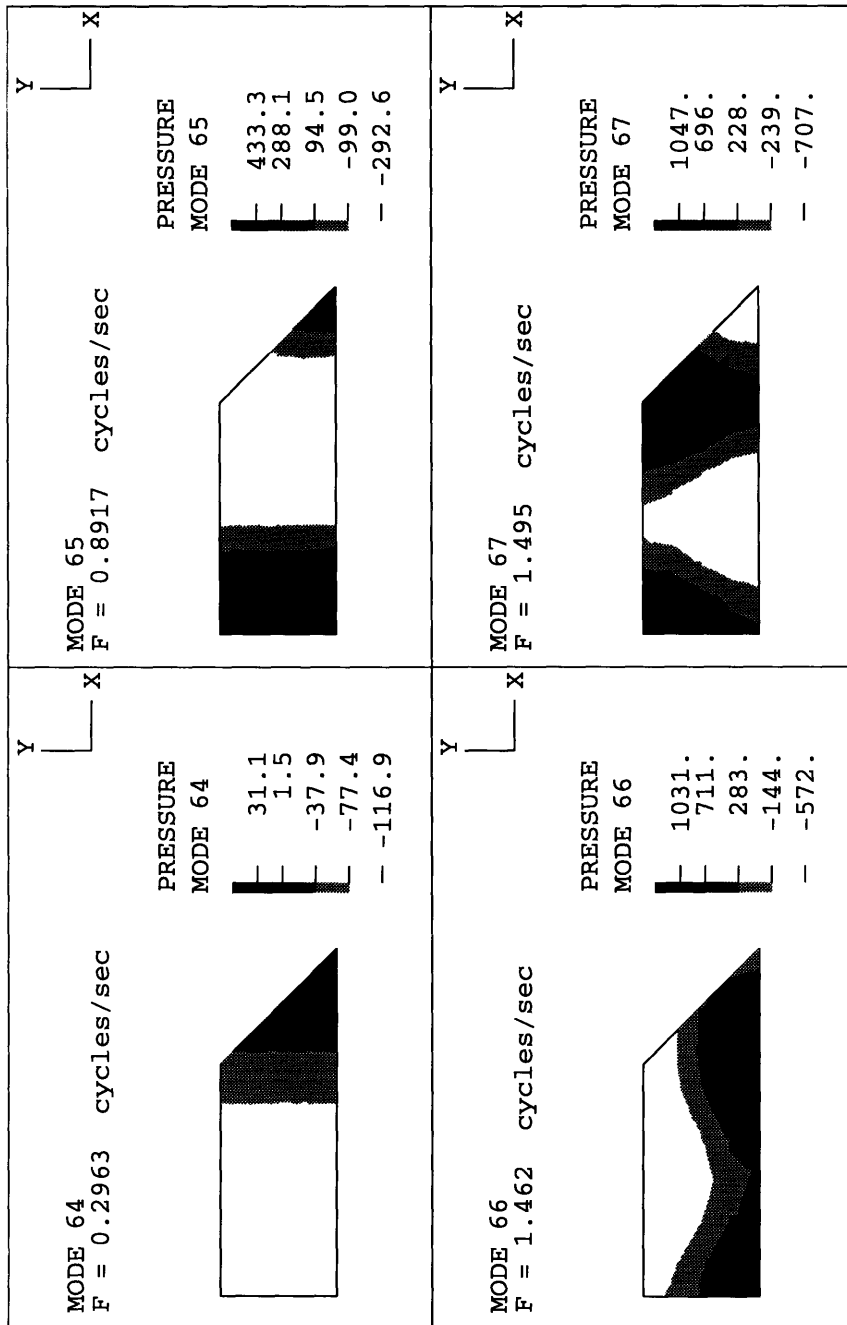 MODE 64
F = 0.2963 cycles/sec
Y
X
PRESSURE
MODE 64
31.1
1.5
-37.9
-77.4
-116.9
MODE 65
F = 0.8917 cycles/sec
Y
X
PRESSURE
MODE 65
433.3
288.1
94.5
-99.0
-292.6
MODE 66
F = 1.462 cycles/sec
Y
X
PRESSURE
MODE 66
1031.
711.
283.
-144.
-572.
MODE 67
F = 1.495 cycles/sec
Y
X
PRESSURE
MODE 67
1047.
696.
228.
-239.
-707.